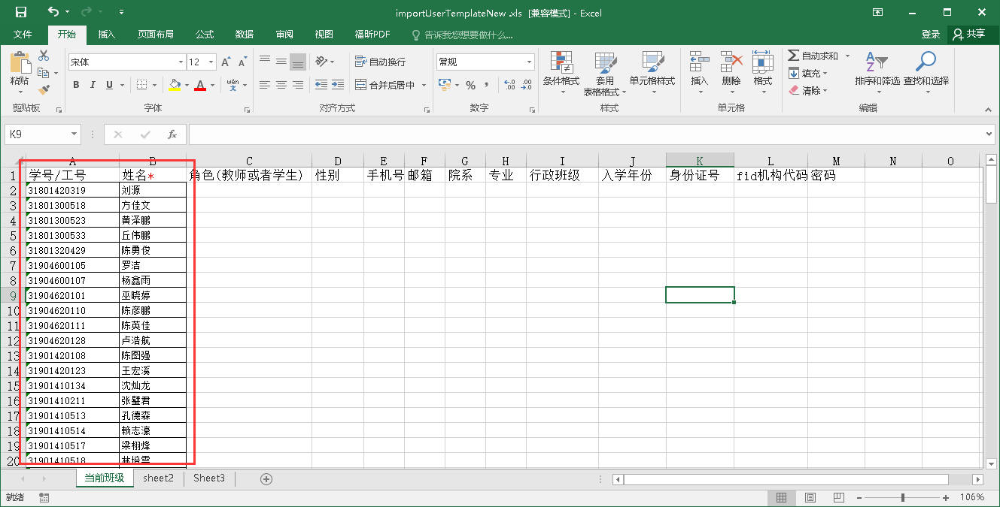 importUserTemplateNew.xls [兼容模式] - Excel
文件 开始 插入 页面布局 公式 数据 审阅 视图 福昕PDF 告诉我您想要做什么... 登录 共享
宋体 12 A A 自动换行 常规 自动求和
粘贴 条件格式 套用 单元格样式 插入 删除 格式 填充 排序和筛选 查找和选择
B I U A wén 文 合并后居中 % , 表格格式 清除
剪贴板 字体 对齐方式 数字 样式 单元格 编辑
K9 fx
A B C D E F G H I J K L M N O
1 学号/工号 姓名* 角色(教师或者学生) 性别 手机号 邮箱 院系 专业 行政班级 入学年份 身份证号 fid机构代码 密码
2 31801420319 刘源
3 31801300518 方佳文
4 31801300523 黄泽鹏
5 31801300533 丘伟鹏
6 31801320429 陈勇俊
7 31904600105 罗洁
8 31904600107 杨鑫雨
9 31904620101 巫晓婷
10 31904620110 陈彦鹏
11 31904620111 陈英佳
12 31904620128 卢浩航
13 31901420108 陈图强
14 31901420123 王宏溪
15 31901410134 沈灿龙
16 31901410211 张璧君
17 31901410513 孔德森
18 31901410514 赖志濠
19 31901410517 梁栩烽
20 31901410518 林培雲
当前班级 sheet2 Sheet3
就绪 106%